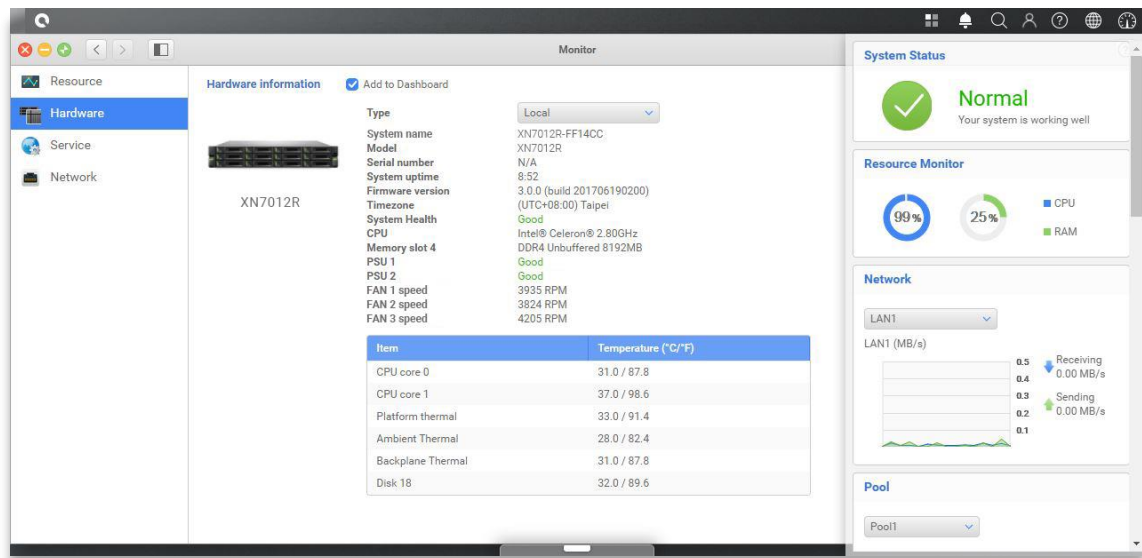 Monitor
Resource
Hardware
Service
Network
Hardware information
Add to Dashboard
XN7012R
Type Local
System name XN7012R-FF14CC
Model XN7012R
Serial number N/A
System uptime 8:52
Firmware version 3.0.0 (build 201706190200)
Timezone (UTC+08:00) Taipei
System Health Good
CPU Intel® Celeron® 2.80GHz
Memory slot 4 DDR4 Unbuffered 8192MB
PSU 1 Good
PSU 2 Good
FAN 1 speed 3935 RPM
FAN 2 speed 3824 RPM
FAN 3 speed 4205 RPM
Item Temperature (°C/°F)
CPU core 0 31.0 / 87.8
CPU core 1 37.0 / 98.6
Platform thermal 33.0 / 91.4
Ambient Thermal 28.0 / 82.4
Backplane Thermal 31.0 / 87.8
Disk 18 32.0 / 89.6
System Status
Normal
Your system is working well
Resource Monitor
99% 25%
CPU
RAM
Network
LAN1
LAN1 (MB/s)
0.5
0.4
0.3
0.2
0.1
Receiving
0.00 MB/s
Sending
0.00 MB/s
Pool
Pool1